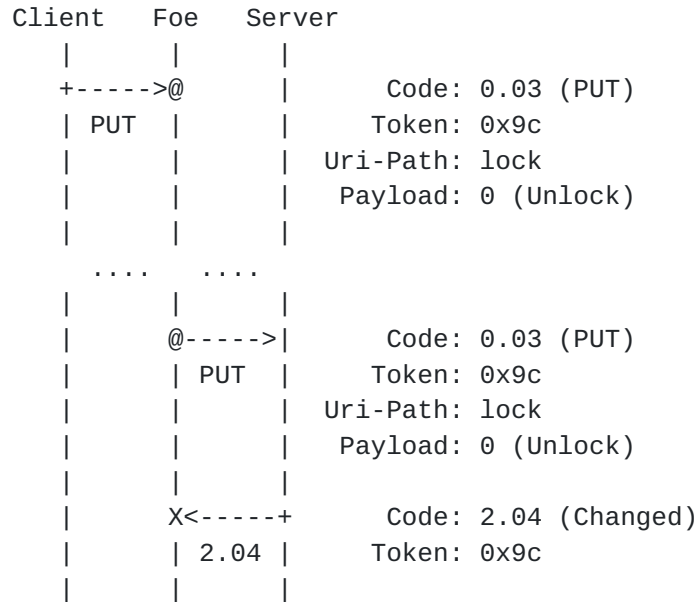 Client   Foe   Server
   |      |      |
   +----->@      |      Code: 0.03 (PUT)
   | PUT  |      |     Token: 0x9c
   |      |      |  Uri-Path: lock
   |      |      |   Payload: 0 (Unlock)
   |      |      |
     ....   ....
   |      |      |
   |      @----->|      Code: 0.03 (PUT)
   |      | PUT  |     Token: 0x9c
   |      |      |  Uri-Path: lock
   |      |      |   Payload: 0 (Unlock)
   |      |      |
   |      X<-----+      Code: 2.04 (Changed)
   |      | 2.04 |     Token: 0x9c
   |      |      |